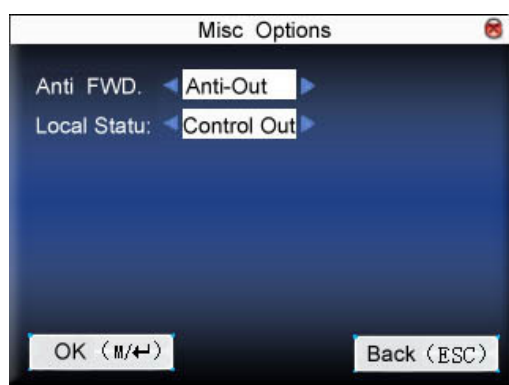 Misc Options
Anti FWD. Anti-Out
Local Statu: Control Out
OK (M/↵) Back (ESC)